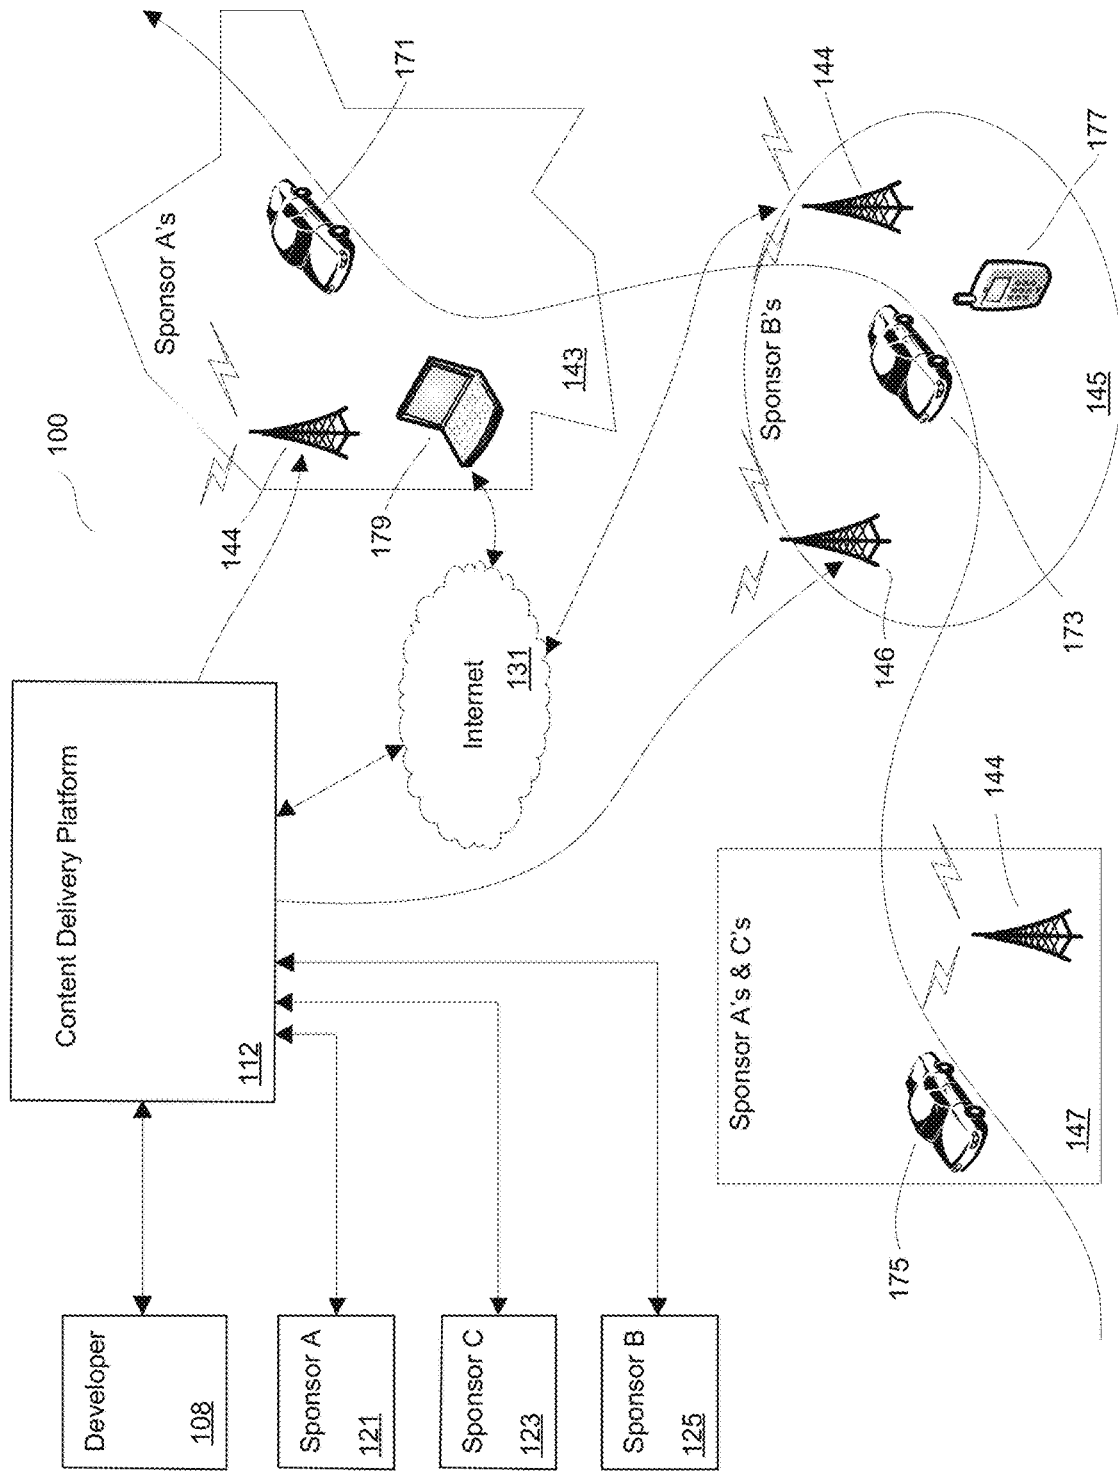 100
Developer
108
Sponsor A
121
Sponsor C
123
Sponsor B
125
Content Delivery Platform
112
Internet
131
144
179
Sponsor A's
171
143
Sponsor A's & C's
147
175
144
Sponsor B's
145
146
173
144
177